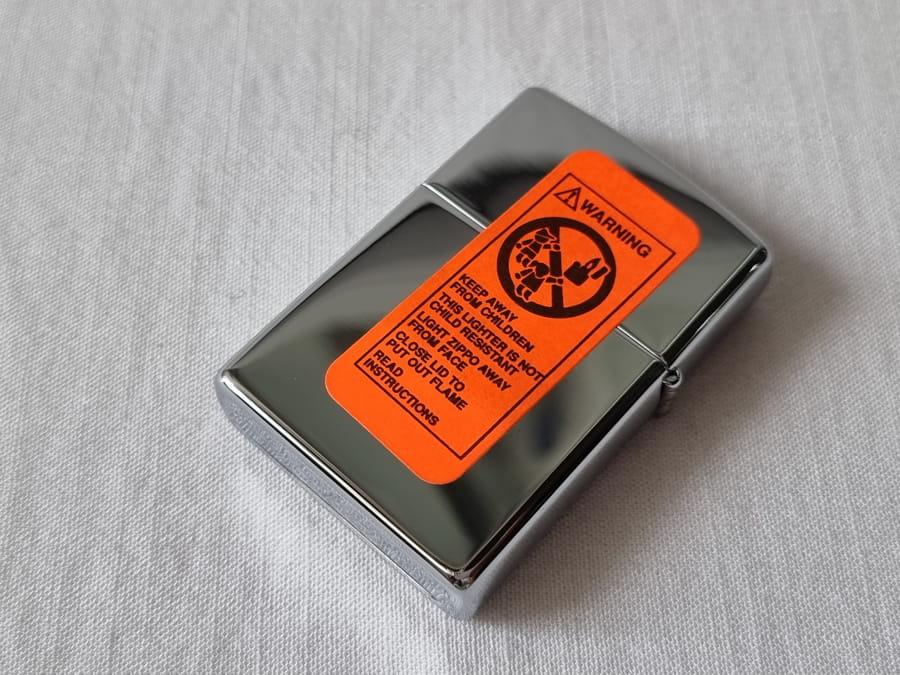 WARNING
KEEP AWAY
FROM CHILDREN
THIS LIGHTER IS NOT
CHILD RESISTANT
LIGHT ZIPPO AWAY
FROM FACE
CLOSE LID TO
PUT OUT FLAME
READ
INSTRUCTIONS